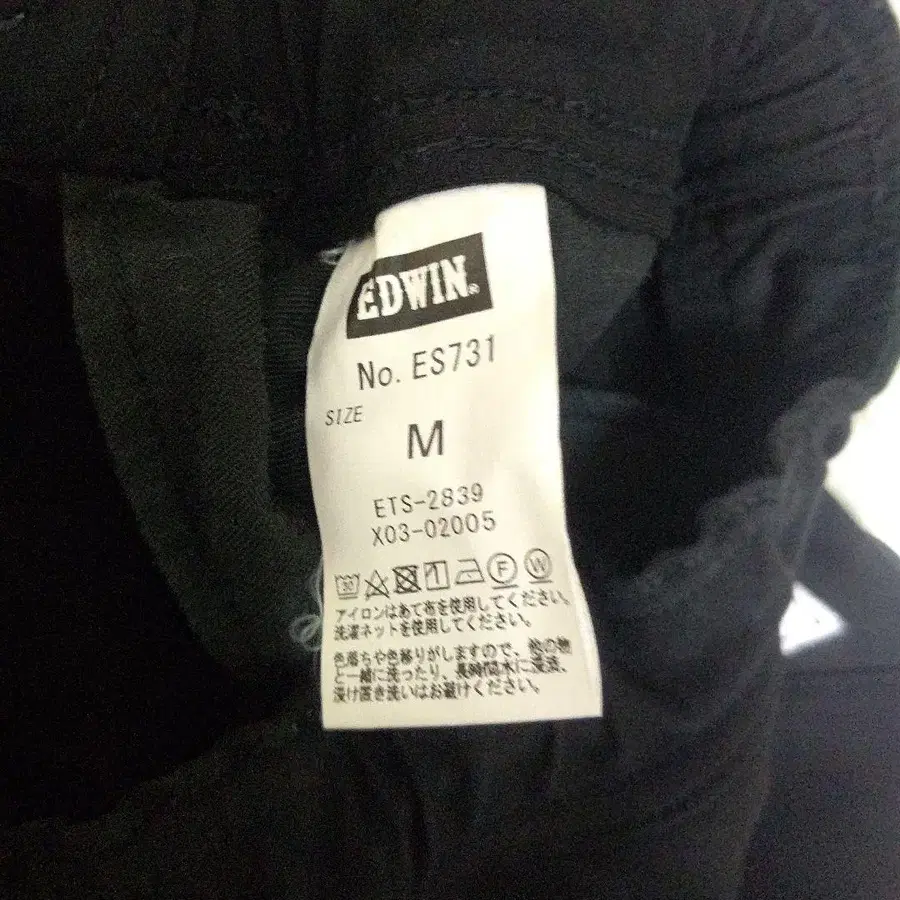 EDWIN®
No. ES731
SIZE
M
ETS-2839
X03-02005
30 F W
アイロンはあて布を使用してください。
洗濯ネットを使用してください。
色落ちや色移りがしますので、他の物
と一緒に洗ったり、長時間水に浸漬、
浸け置き洗いはお避けください。